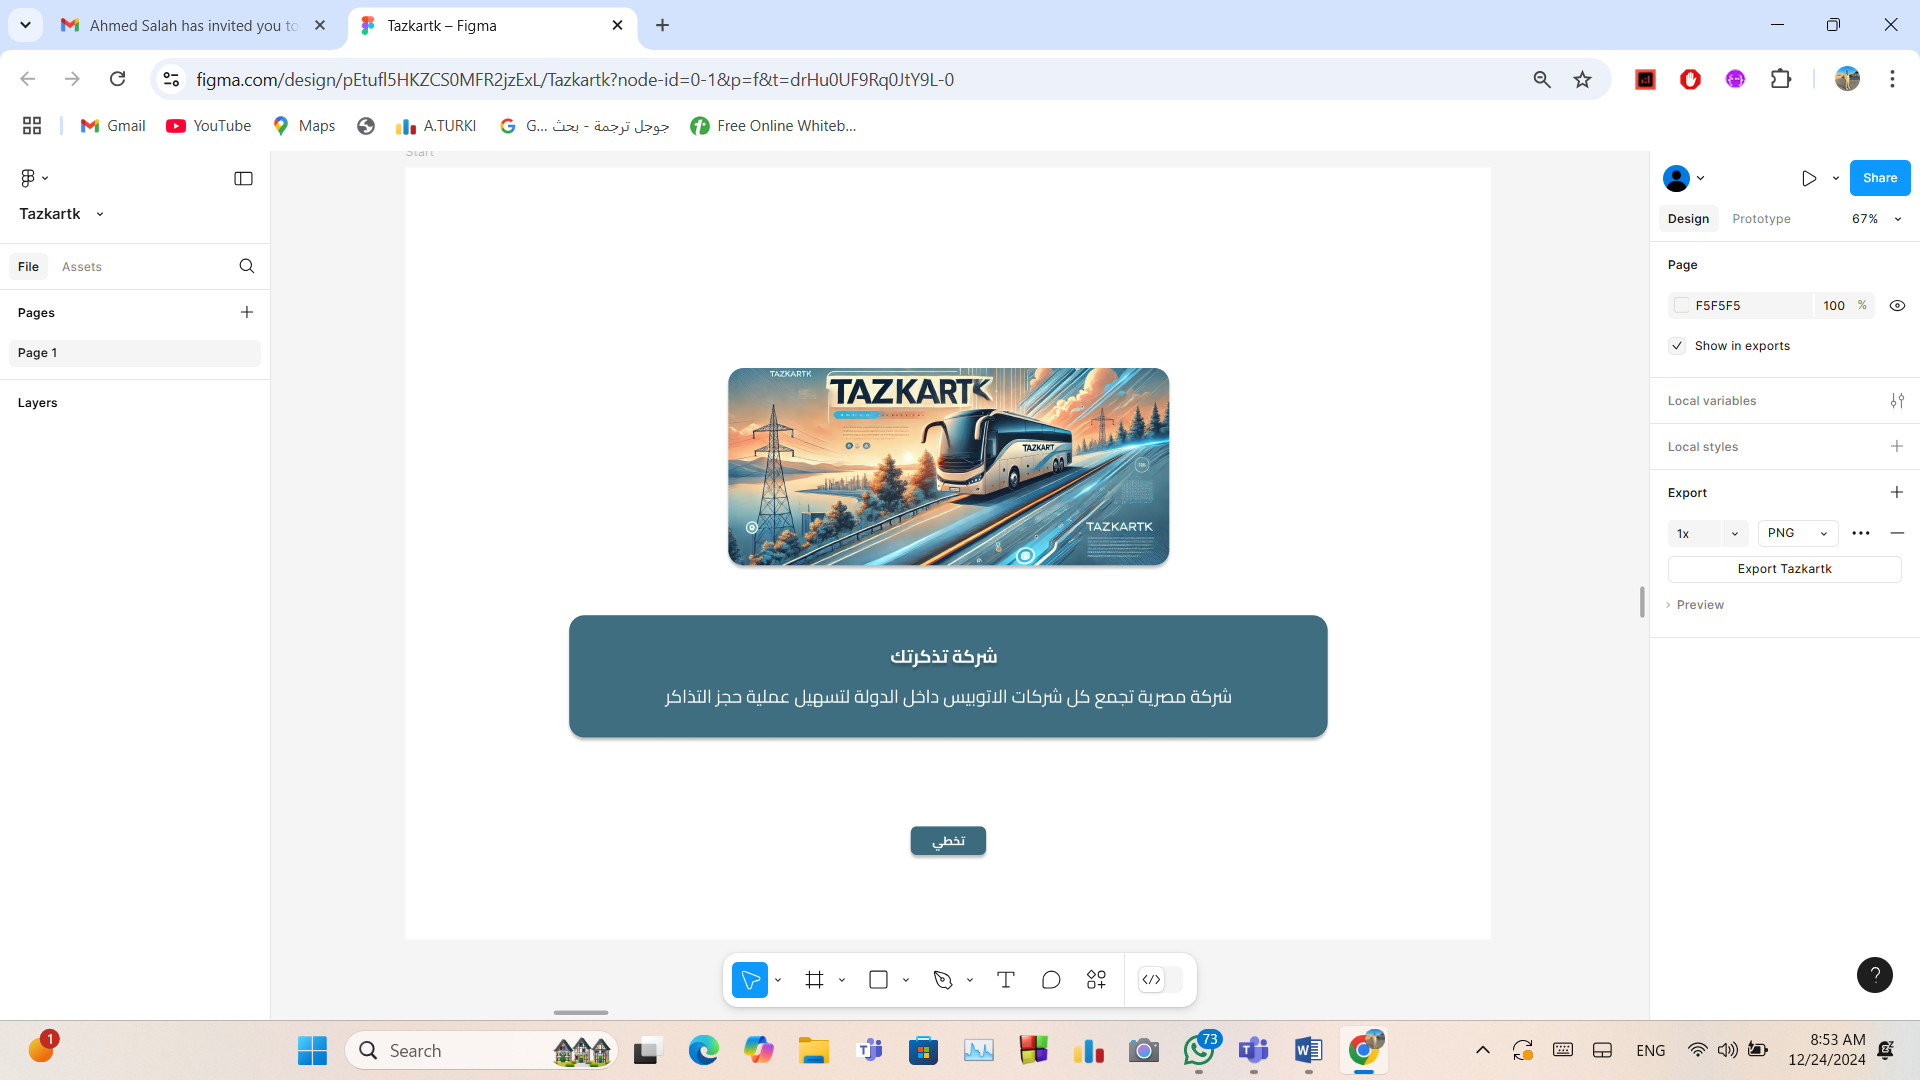 Ahmed Salah has invited you to
Tazkartk – Figma
figma.com/design/pEtufl5HKZCS0MFR2jzExL/Tazkartk?node-id=0-1&p=f&t=drHu0UF9Rq0JtY9L-0
Gmail
YouTube
Maps
A.TURKI
G... جوجل ترجمة - بحث
Free Online Whiteb...
Tazkartk
File
Assets
Pages
Page 1
Layers
Start
TAZKARTK
TAZKARTK
TAZKART
TAZKARTK
شركة تذكرتك
شركة مصرية تجمع كل شركات الاتوبيس داخل الدولة لتسهيل عملية حجز التذاكر
تخطي
Share
Design
Prototype
67%
Page
F5F5F5
100 %
Show in exports
Local variables
Local styles
Export
1x
PNG
Export Tazkartk
Preview
?
1
Search
73
ENG
8:53 AM
12/24/2024